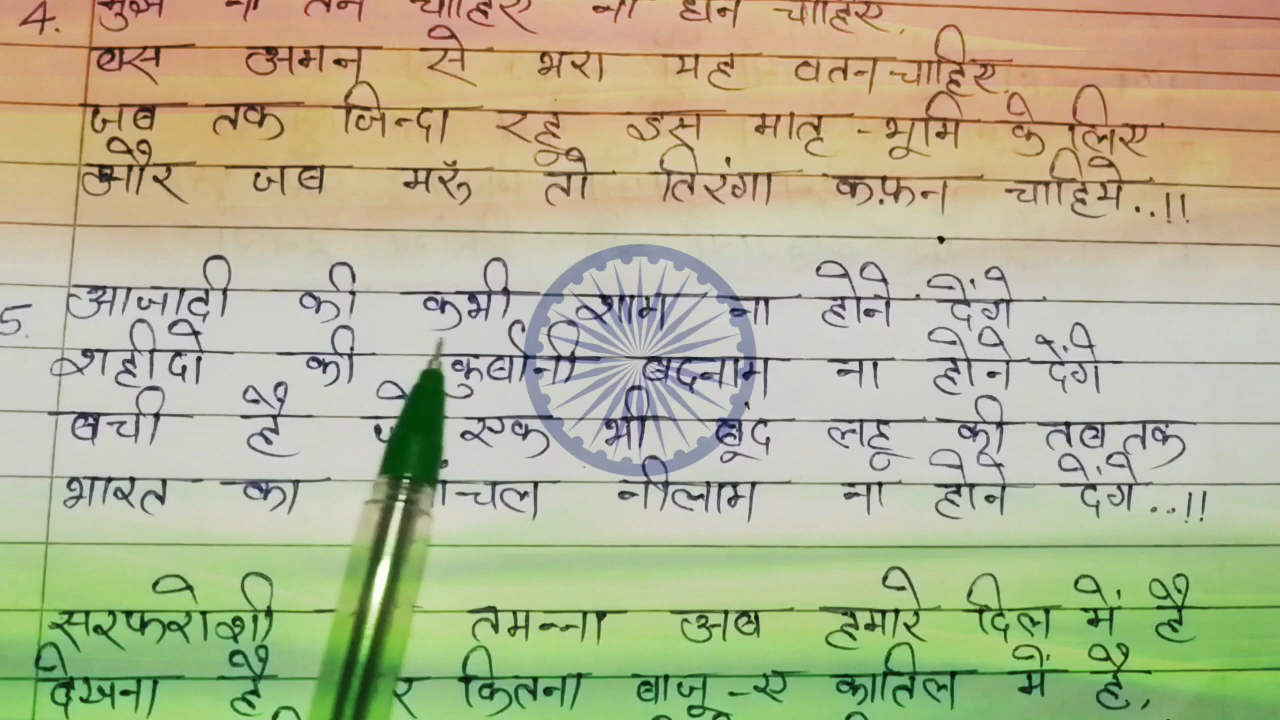 4. मुझे ना तन चाहिए ना धन चाहिए,
बस अमन से भरा यह वतन चाहिए,
जब तक जिन्दा रहू इस मातृ-भूमि के लिए
और जब मरूँ तो तिरंगा कफ़न चाहिये..!!
5. आजादी की कभी शाम ना होने देंगे
शहीदो की कुर्बानी बदनाम ना होने देंगे
बची है एक भी बूंद लहू की तब तक
भारत का ना होने देंगे..!! नीलाम
सरफरोशी तमन्ना अब हमारे दिल में है
देखना है कितना बाजू-ए कातिल में है,